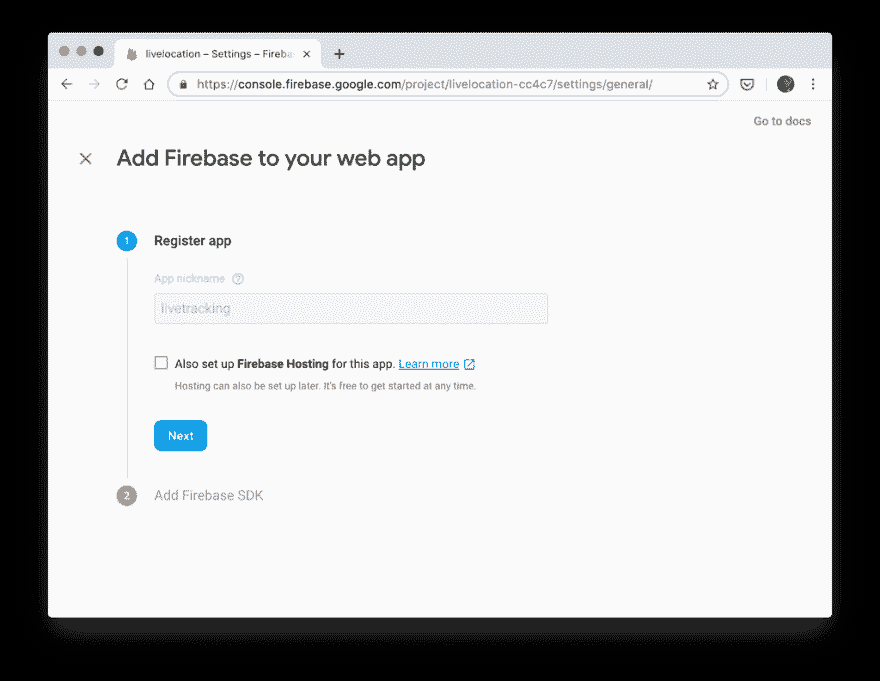 livelocation – Settings – Fireba
https://console.firebase.google.com/project/livelocation-cc4c7/settings/general/
Go to docs
Add Firebase to your web app
1 Register app
App nickname
livetracking
Also set up Firebase Hosting for this app. Learn more
Hosting can also be set up later. It's free to get started at any time.
Next
2 Add Firebase SDK